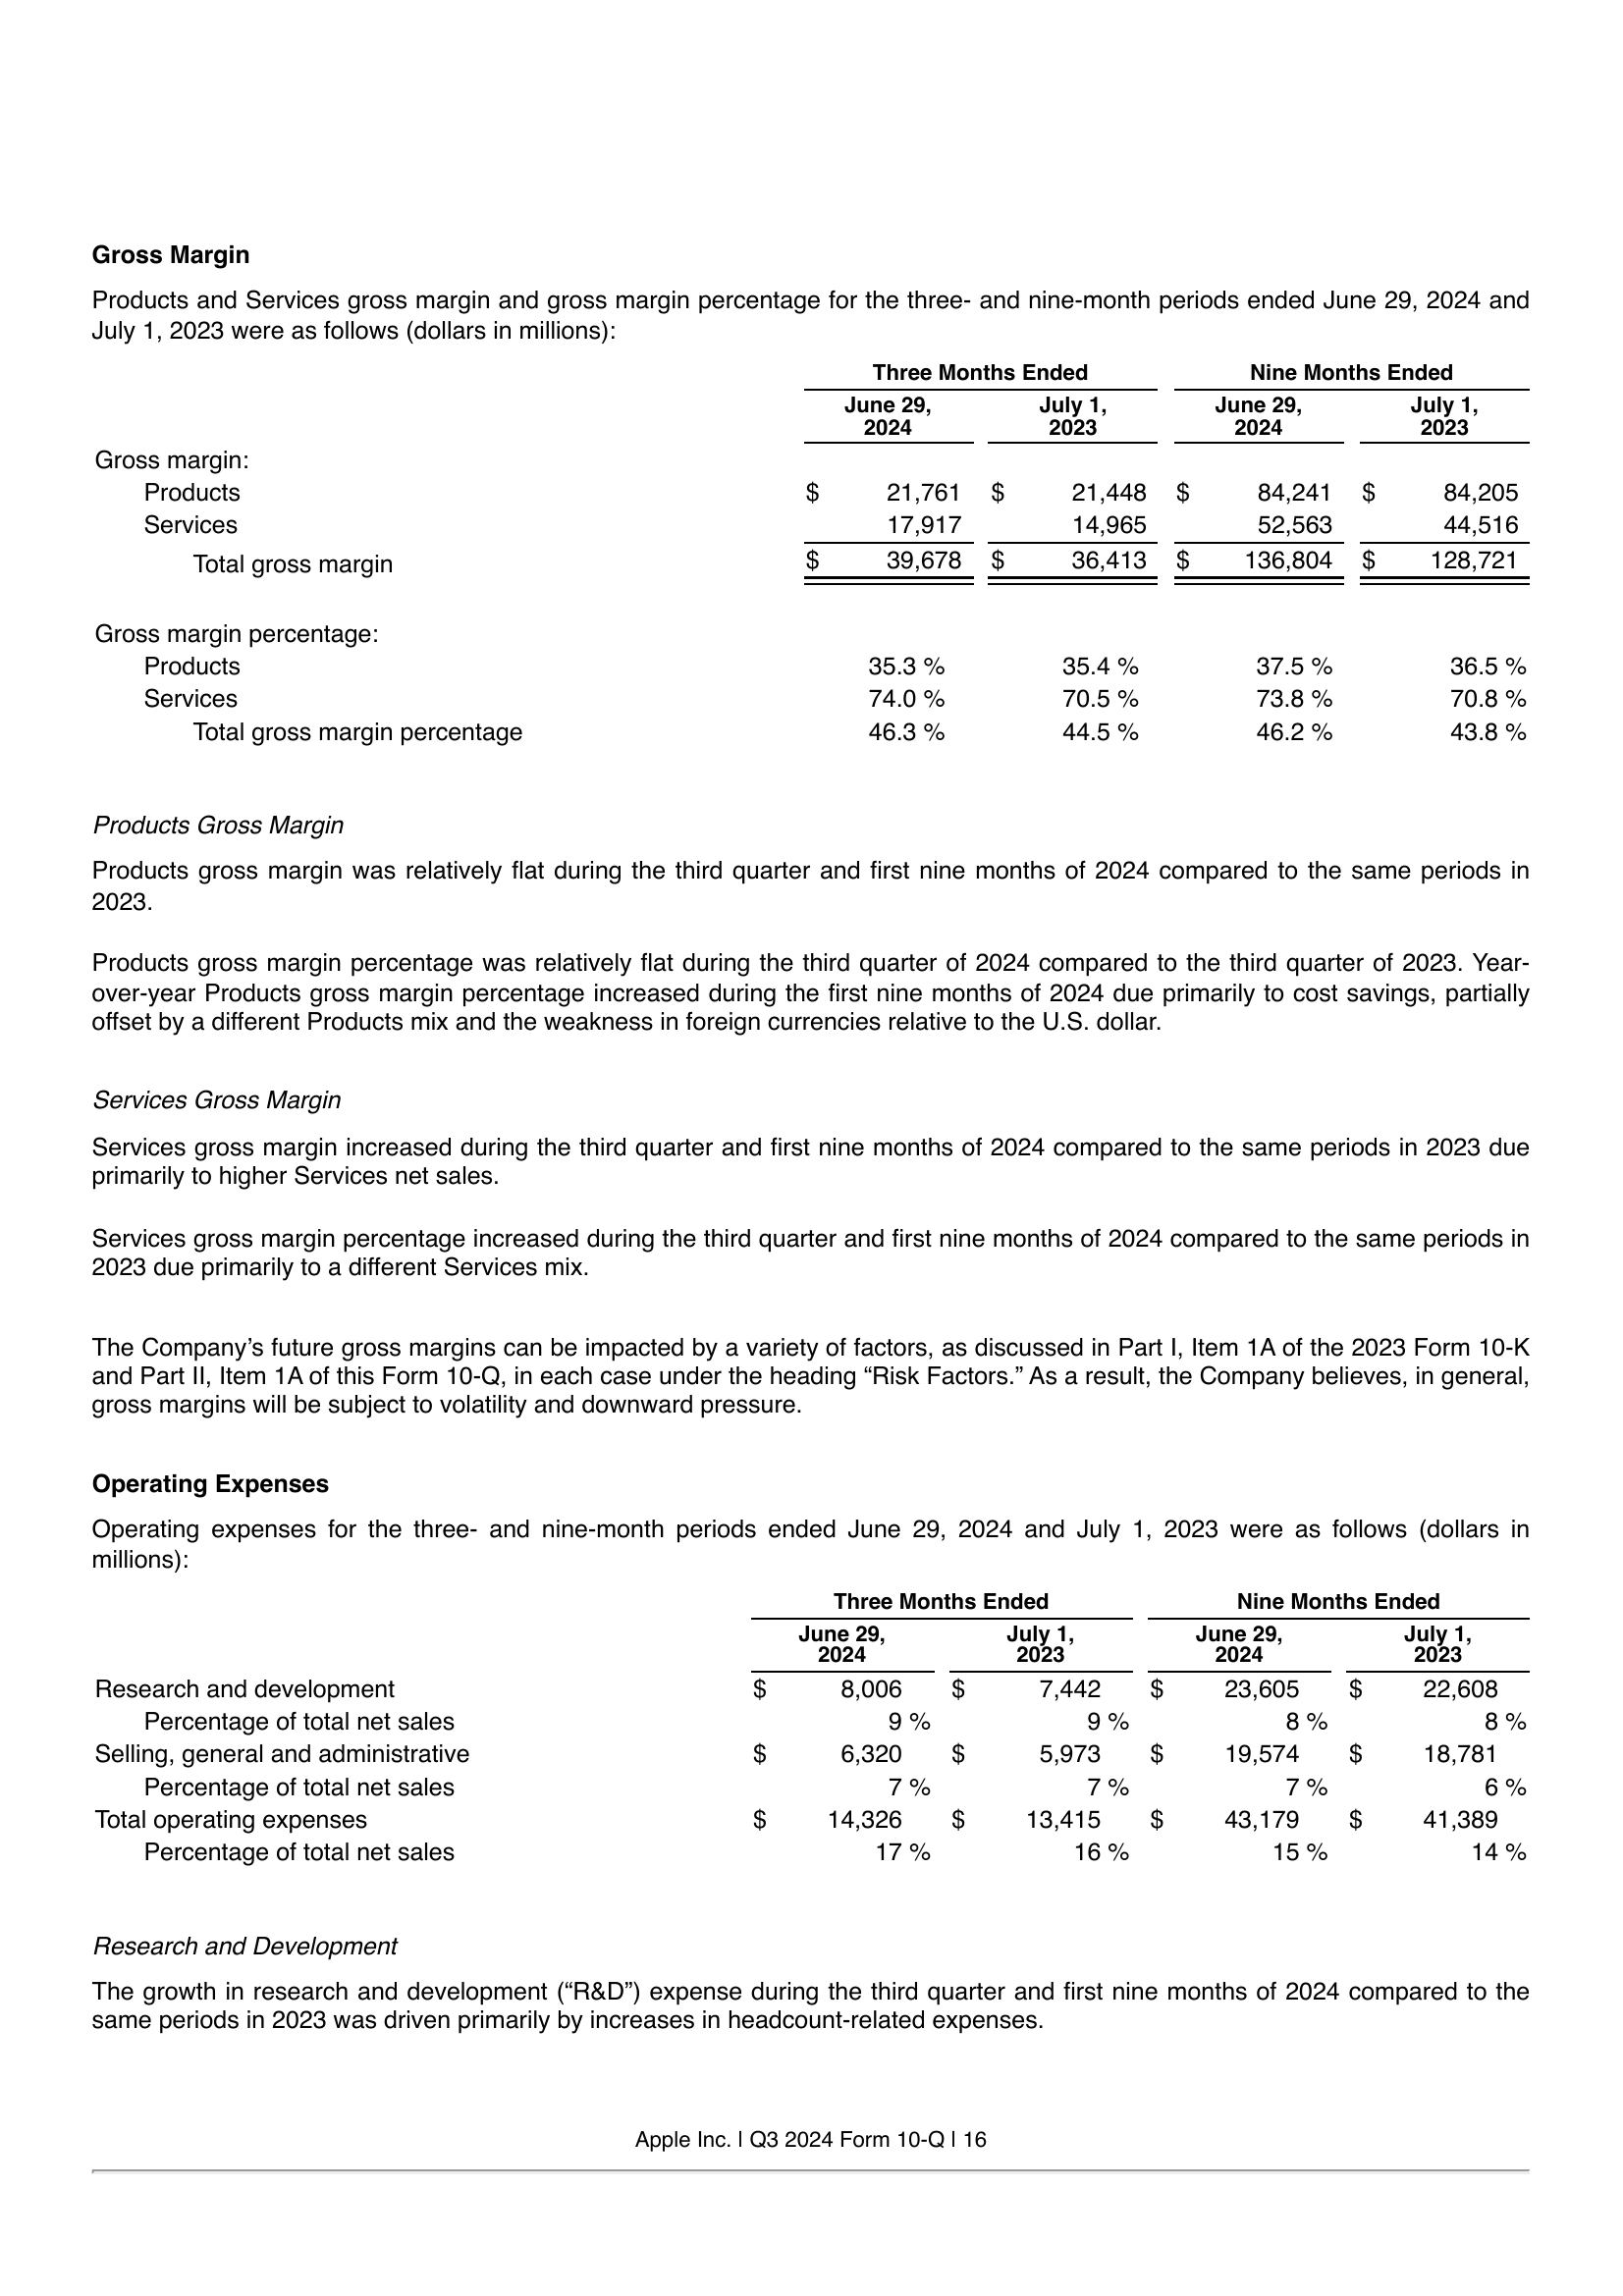 Gross Margin
Products and Services gross margin and gross margin percentage for the three- and nine-month periods ended June 29, 2024 and
July 1, 2023 were as follows (dollars in millions):
Three Months Ended Nine Months Ended
June 29, 2024 July 1, 2023 June 29, 2024 July 1, 2023
Gross margin:
Products $ 21,761 $ 21,448 $ 84,241 $ 84,205
Services 17,917 14,965 52,563 44,516
Total gross margin $ 39,678 $ 36,413 $ 136,804 $ 128,721
Gross margin percentage:
Products 35.3 % 35.4 % 37.5 % 36.5 %
Services 74.0 % 70.5 % 73.8 % 70.8 %
Total gross margin percentage 46.3 % 44.5 % 46.2 % 43.8 %
Products Gross Margin
Products gross margin was relatively flat during the third quarter and first nine months of 2024 compared to the same periods in
2023.
Products gross margin percentage was relatively flat during the third quarter of 2024 compared to the third quarter of 2023. Year-
over-year Products gross margin percentage increased during the first nine months of 2024 due primarily to cost savings, partially
offset by a different Products mix and the weakness in foreign currencies relative to the U.S. dollar.
Services Gross Margin
Services gross margin increased during the third quarter and first nine months of 2024 compared to the same periods in 2023 due
primarily to higher Services net sales.
Services gross margin percentage increased during the third quarter and first nine months of 2024 compared to the same periods in
2023 due primarily to a different Services mix.
The Company’s future gross margins can be impacted by a variety of factors, as discussed in Part I, Item 1A of the 2023 Form 10-K
and Part II, Item 1A of this Form 10-Q, in each case under the heading “Risk Factors.” As a result, the Company believes, in general,
gross margins will be subject to volatility and downward pressure.
Operating Expenses
Operating expenses for the three- and nine-month periods ended June 29, 2024 and July 1, 2023 were as follows (dollars in
millions):
Three Months Ended Nine Months Ended
June 29, 2024 July 1, 2023 June 29, 2024 July 1, 2023
Research and development $ 8,006 $ 7,442 $ 23,605 $ 22,608
Percentage of total net sales 9 % 9 % 8 % 8 %
Selling, general and administrative $ 6,320 $ 5,973 $ 19,574 $ 18,781
Percentage of total net sales 7 % 7 % 7 % 6 %
Total operating expenses $ 14,326 $ 13,415 $ 43,179 $ 41,389
Percentage of total net sales 17 % 16 % 15 % 14 %
Research and Development
The growth in research and development (“R&D”) expense during the third quarter and first nine months of 2024 compared to the
same periods in 2023 was driven primarily by increases in headcount-related expenses.
Apple Inc. | Q3 2024 Form 10-Q | 16